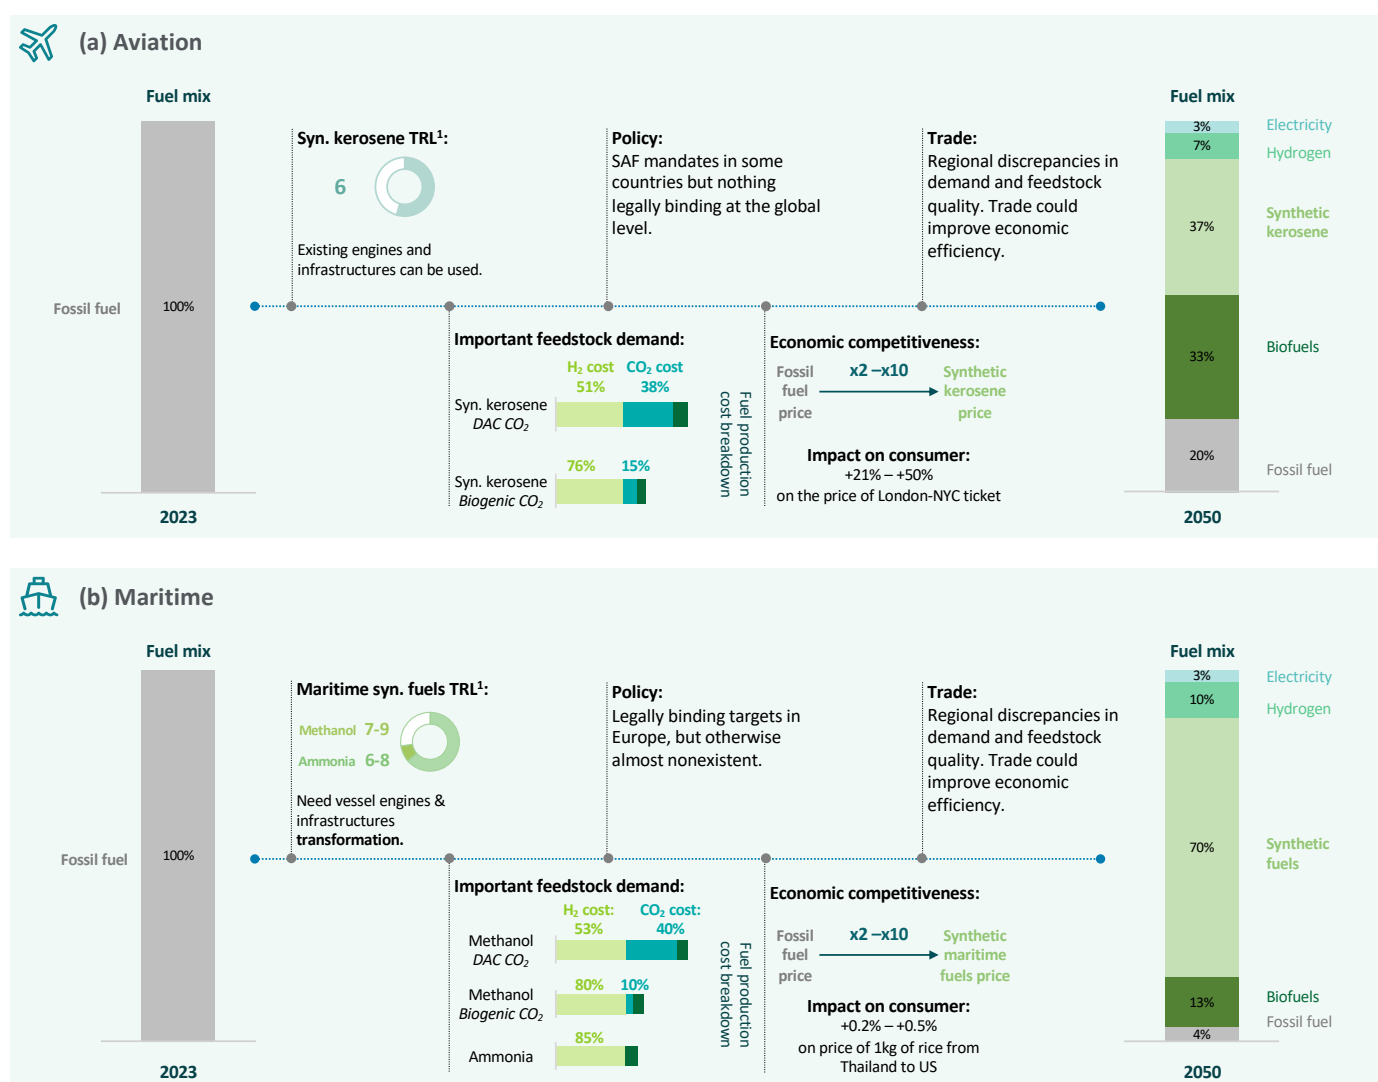 (a) Aviation
Fuel mix
Fossil fuel
100%
2023
Syn. kerosene TRL¹:
6
Existing engines and
infrastructures can be used.
Policy:
SAF mandates in some
countries but nothing
legally binding at the global
level.
Trade:
Regional discrepancies in
demand and feedstock
quality. Trade could
improve economic
efficiency.
Important feedstock demand:
H₂ cost
51%
CO₂ cost
38%
Syn. kerosene
DAC CO₂
76%
15%
Syn. kerosene
Biogenic CO₂
Fuel production
cost breakdown
Economic competitiveness:
Fossil
fuel
price
x2 –x10
Synthetic
kerosene
price
Impact on consumer:
+21% – +50%
on the price of London-NYC ticket
Fuel mix
3%
Electricity
7%
Hydrogen
37%
Synthetic
kerosene
33%
Biofuels
20%
Fossil fuel
2050
(b) Maritime
Fuel mix
Fossil fuel
100%
2023
Maritime syn. fuels TRL¹:
Methanol 7-9
Ammonia 6-8
Need vessel engines &
infrastructures
transformation.
Policy:
Legally binding targets in
Europe, but otherwise
almost nonexistent.
Trade:
Regional discrepancies in
demand and feedstock
quality. Trade could
improve economic
efficiency.
Important feedstock demand:
H₂ cost:
53%
CO₂ cost:
40%
Methanol
DAC CO₂
80%
10%
Methanol
Biogenic CO₂
85%
Ammonia
Fuel production
cost breakdown
Economic competitiveness:
Fossil
fuel
price
x2 –x10
Synthetic
maritime
fuels price
Impact on consumer:
+0.2% – +0.5%
on price of 1kg of rice from
Thailand to US
Fuel mix
3%
Electricity
10%
Hydrogen
70%
Synthetic
fuels
13%
Biofuels
4%
Fossil fuel
2050